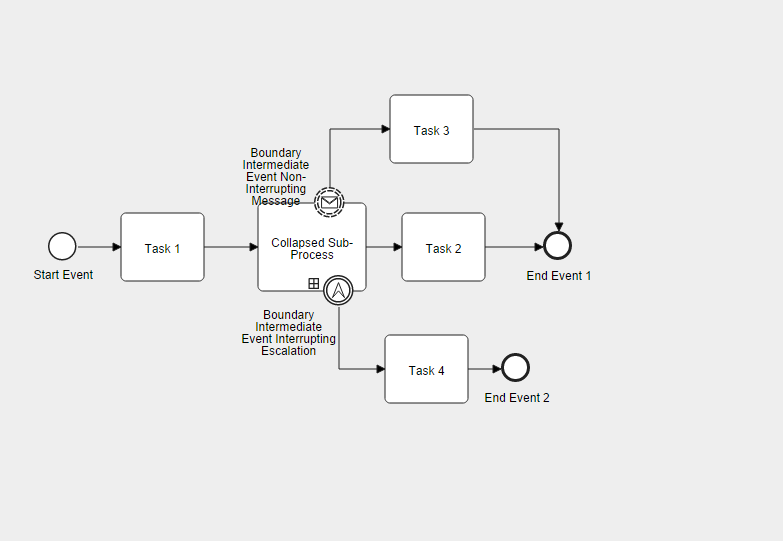 Task 3
Boundary
Intermediate
Event Non-
Interrupting
Message
Start Event
Task 1
Collapsed Sub-
Process
Task 2
End Event 1
Boundary
Intermediate
Event Interrupting
Escalation
Task 4
End Event 2